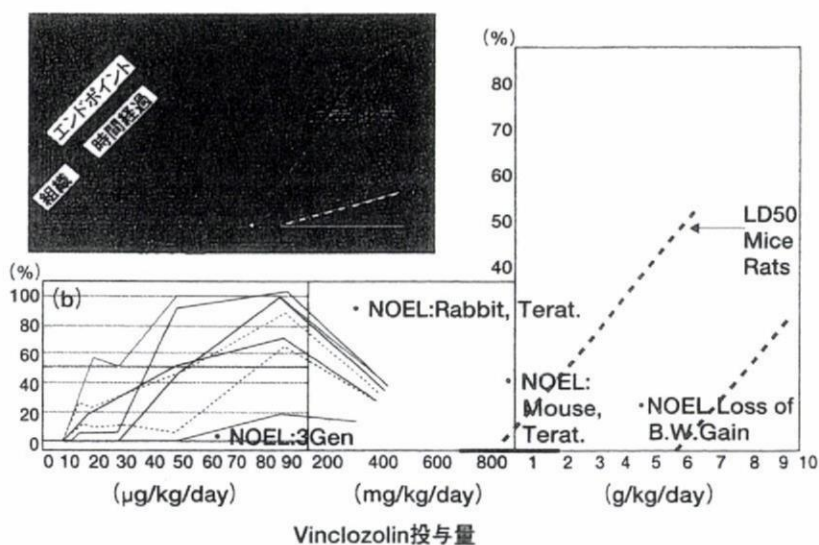 エンドポイント
時間経過
組織
(%)
80
70
60
50
40
LD50
Mice
Rats
(%)
100
80
60
40
20
0
(b)
NOEL:Rabbit, Terat.
NOEL:
Mouse,
Terat.
NOEL:Loss of
B.W.Gain
NOEL:3Gen
0 10 20 30 40 50 60 70 80 90 200 400 600 800 1 2 3 4 5 6 7 8 9 10
(μg/kg/day) (mg/kg/day) (g/kg/day)
Vinclozolin投与量